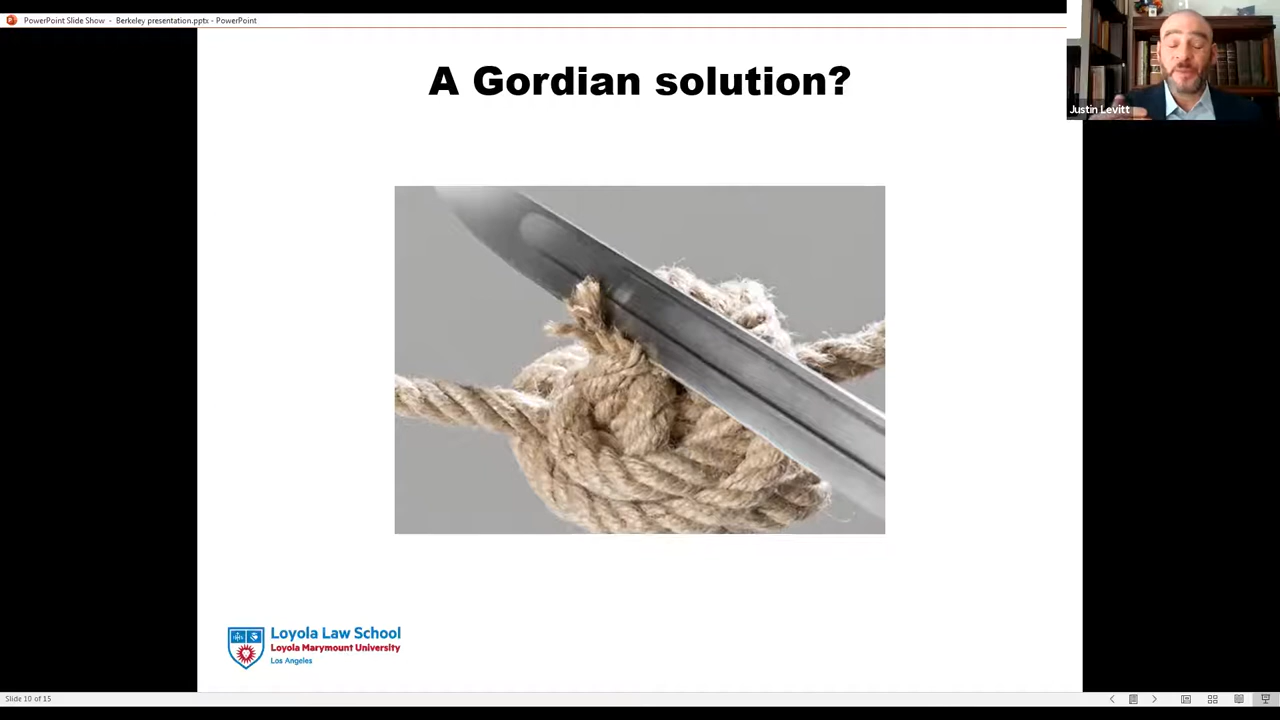 PowerPoint Slide Show - Berkeley presentation.pptx - PowerPoint
A Gordian solution?
Justin Levitt
Loyola Law School
Loyola Marymount University
Los Angeles
Slide 10 of 15